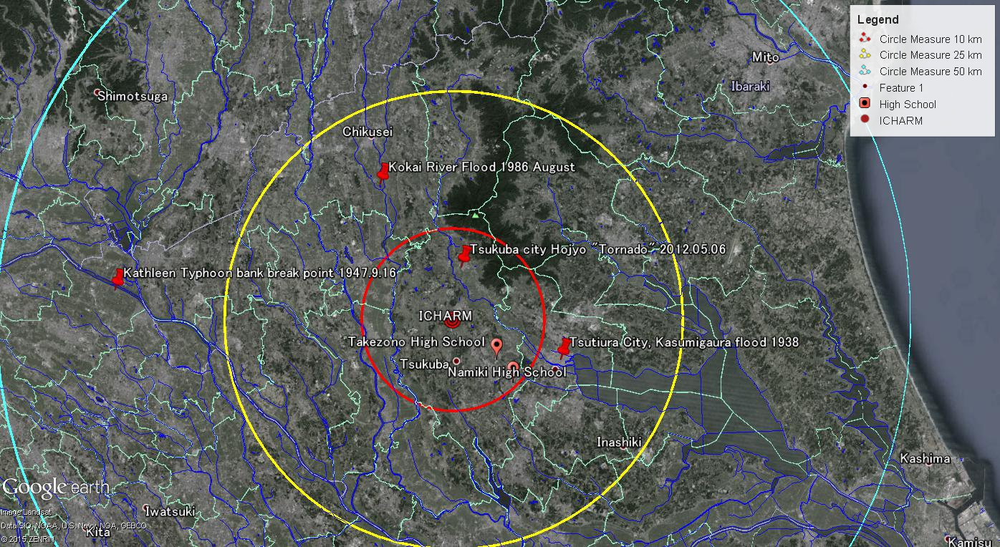 Legend
Circle Measure 10 km
Circle Measure 25 km
Circle Measure 50 km
Feature 1
High School
ICHARM
Mito
Ibaraki
Shimotsuga
Chikusei
Kokai River Flood 1986 August
Tsukuba city Hojyo "Tornado" 2012.05.06
Kathleen Typhoon bank break point 1947.9.16
ICHARM
Takezono High School
Tsutiura City, Kasumigaura flood 1938
Tsukuba
Namiki High School
Inashiki
Kashima
Google earth
Iwatsuki
Image Landsat
Data SIO, NOAA, U.S. Navy, NGA, GEBCO
Kita
© 2015 ZENRIN
Kamisu